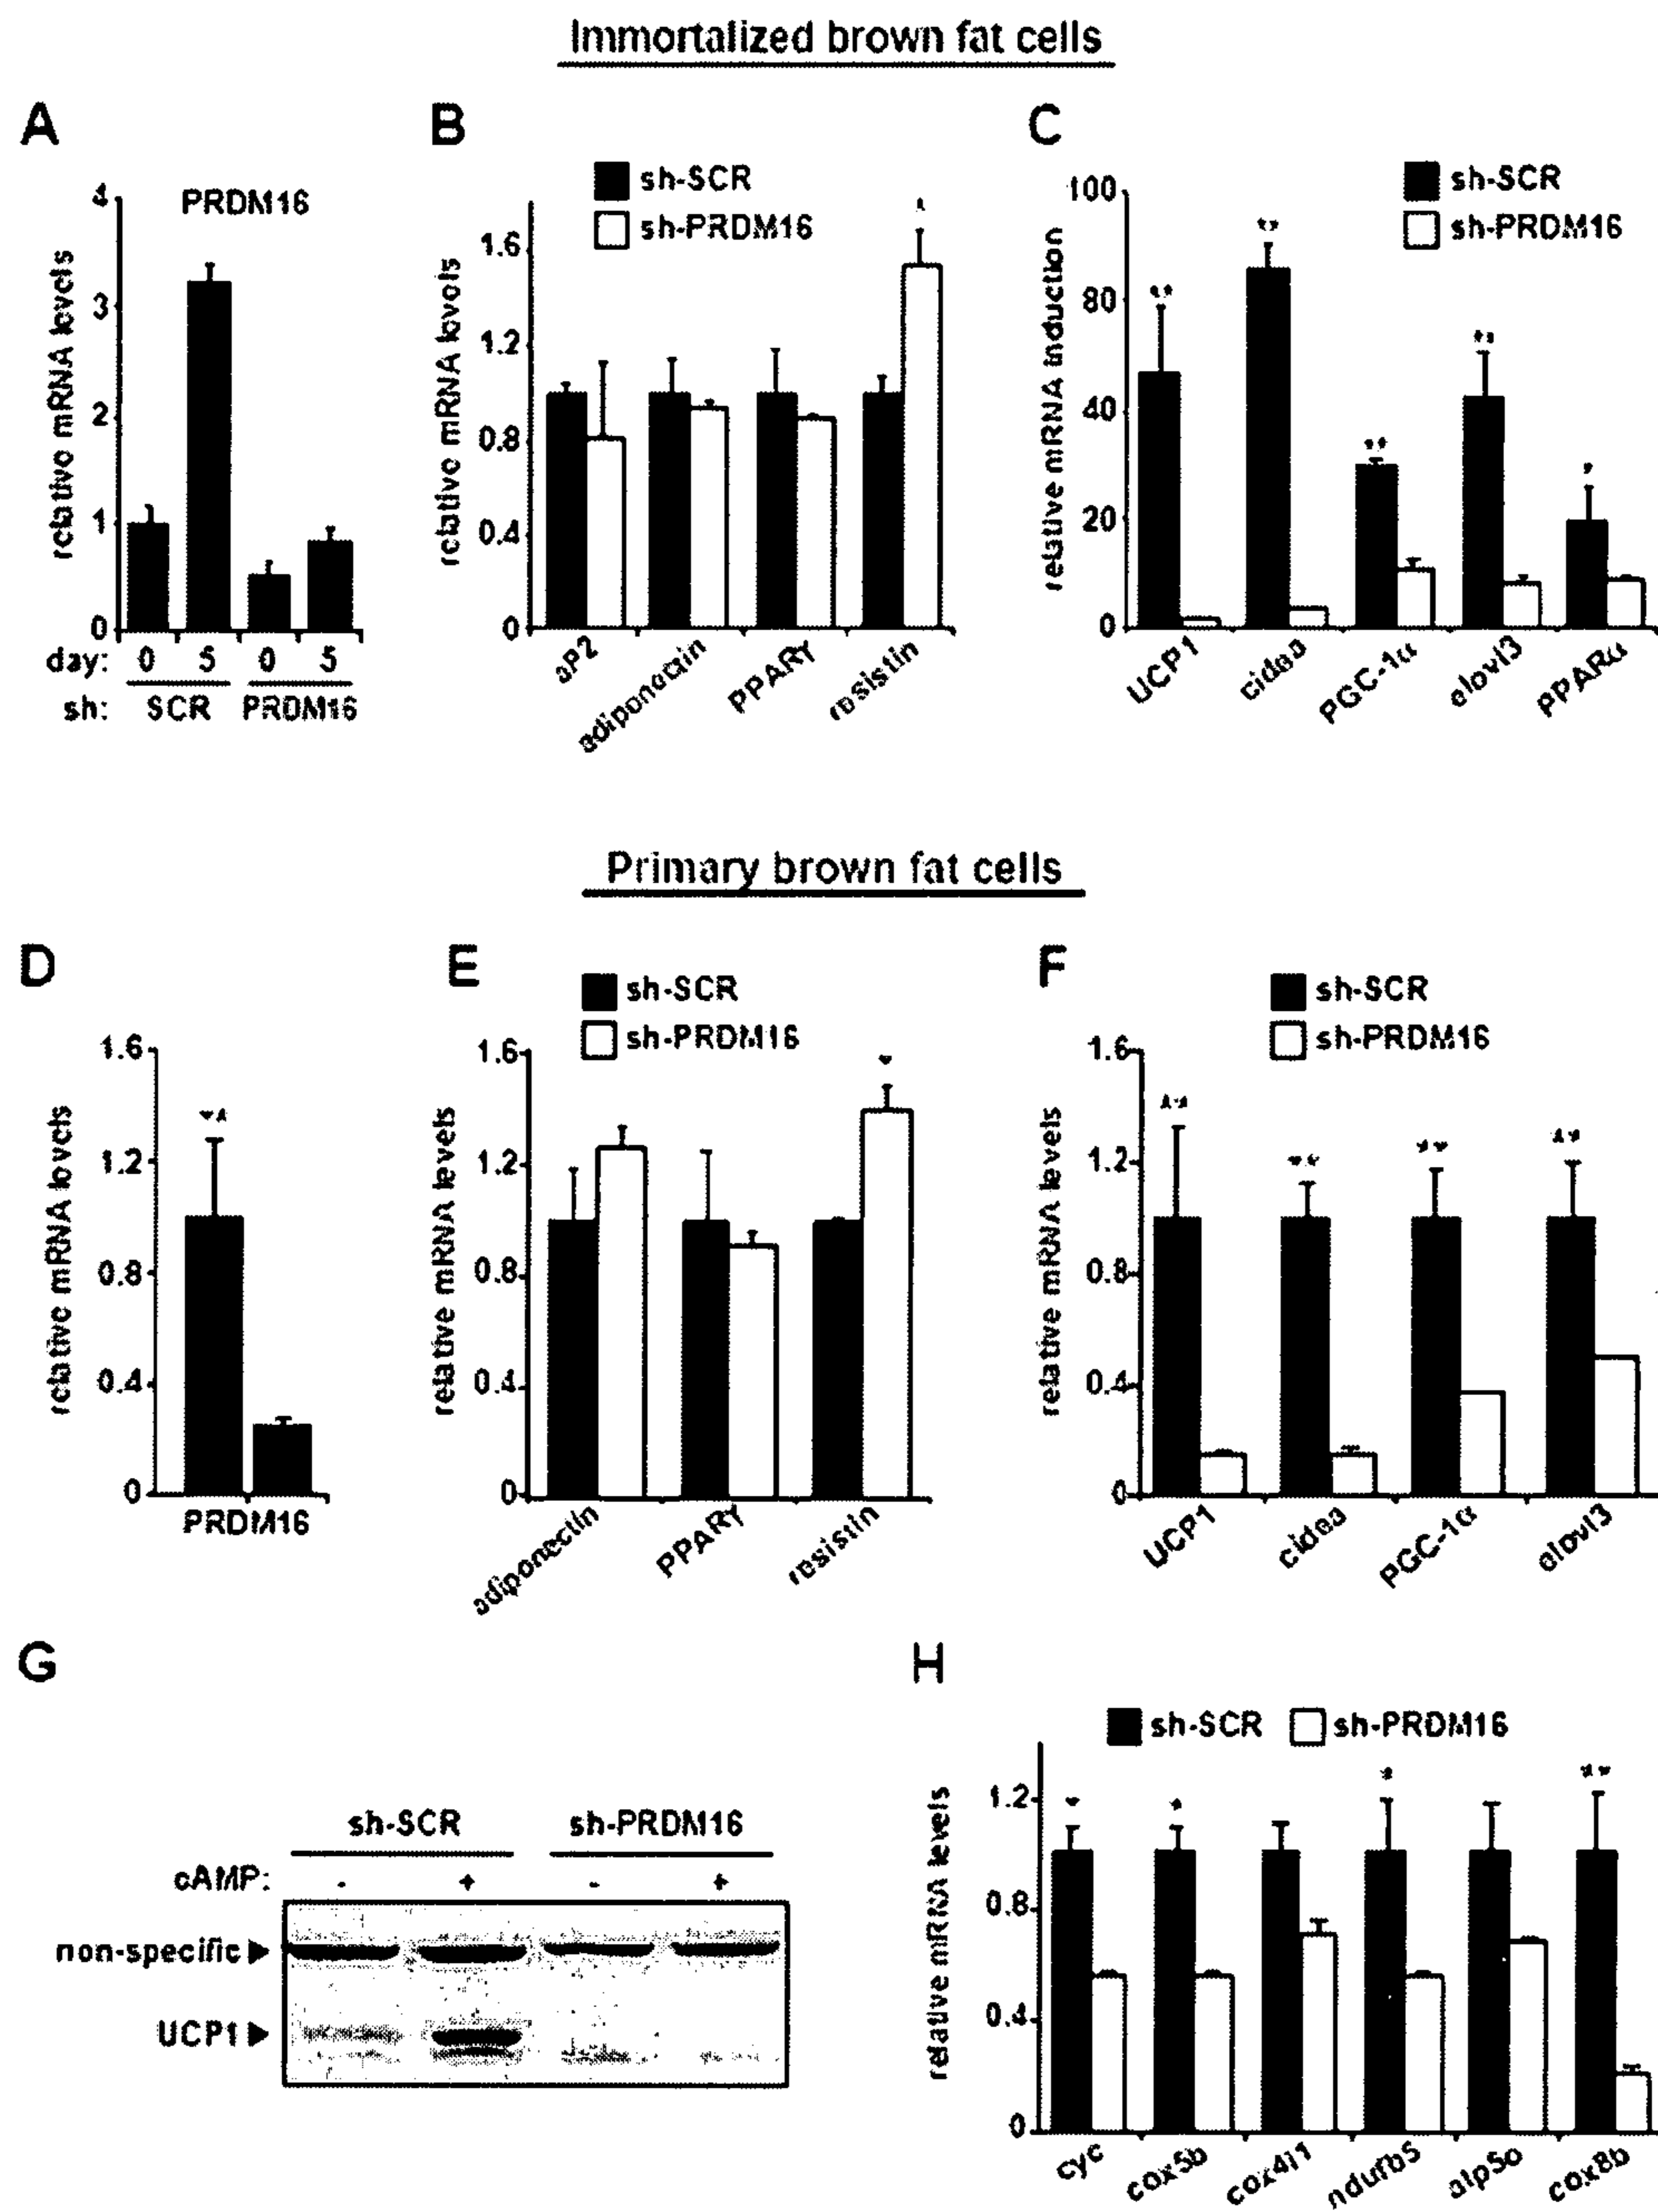 Immortalized brown fat cells
A
B
C
PRDM16
relative mRNA levels
4
3
2
1
0
day: 0 5 0 5
sh: SCR PRDM16
sh-SCR
sh-PRDM16
relative mRNA levels
1.6
1.2
0.8
0.4
0
aP2
adiponectin
PPARγ
resistin
*
sh-SCR
sh-PRDM16
relative mRNA induction
100
80
40
20
0
** ** ** ** *
UCP1
cidea
PGC-1α
elovl3
PPARα
Primary brown fat cells
D
E
F
relative mRNA levels
1.6
1.2
0.8
0.4
0
**
PRDM16
sh-SCR
sh-PRDM16
relative mRNA levels
1.6
1.2
0.8
0.4
0
*
adiponectin
PPARγ
resistin
sh-SCR
sh-PRDM16
relative mRNA levels
1.6
1.2
0.8
0.4
0
** ** ** **
UCP1
cidea
PGC-1α
elovl3
G
H
sh-SCR sh-PRDM16
cAMP: - + - +
non-specific
UCP1
sh-SCR sh-PRDM16
relative mRNA levels
1.2
0.8
0.4
0
* * * **
cyc
cox5b
cox4i1
ndufb5
atp5o
cox8b